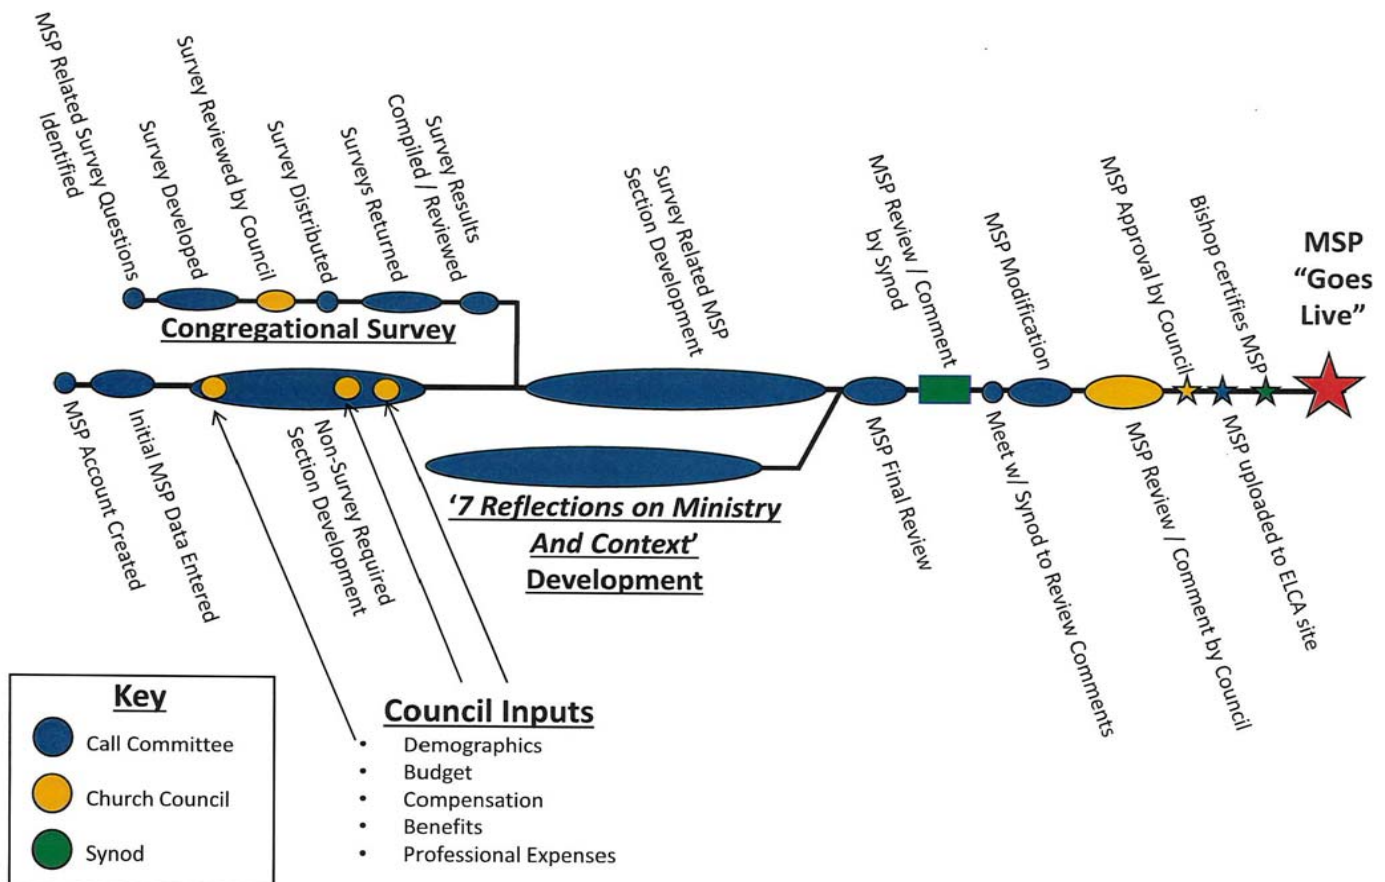 MSP Related Survey Questions
Identified
Survey Developed
Survey Reviewed by Council
Survey Distributed
Surveys Returned
Survey Results
Compiled / Reviewed
Survey Related MSP
Section Development
MSP Review / Comment
by Synod
MSP Modification
MSP Approval by Council
Bishop certifies MSP
MSP
“Goes
Live”
Congregational Survey
MSP Account Created
Initial MSP Data Entered
Non-Survey Required
Section Development
‘7 Reflections on Ministry
And Context’
Development
MSP Final Review
Meet w/ Synod to Review Comments
MSP Review / Comment by Council
MSP uploaded to ELCA site
Key
Call Committee
Church Council
Synod
Council Inputs
• Demographics
• Budget
• Compensation
• Benefits
• Professional Expenses